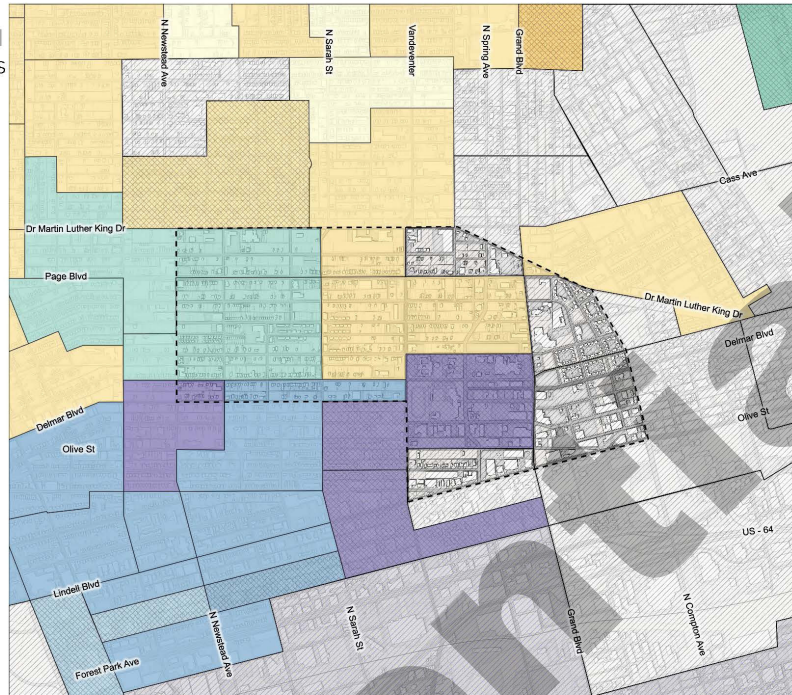 N Newstead Ave
N Sarah St
Vandeventer
N Spring Ave
Grand Blvd
Cass Ave
Dr Martin Luther King Dr
Page Blvd
Dr Martin Luther King Dr
Delmar Blvd
Delmar Blvd
Olive St
Olive St
US - 64
Lindell Blvd
N Newstead Ave
N Sarah St
Grand Blvd
N Compton Ave
Forest Park Ave